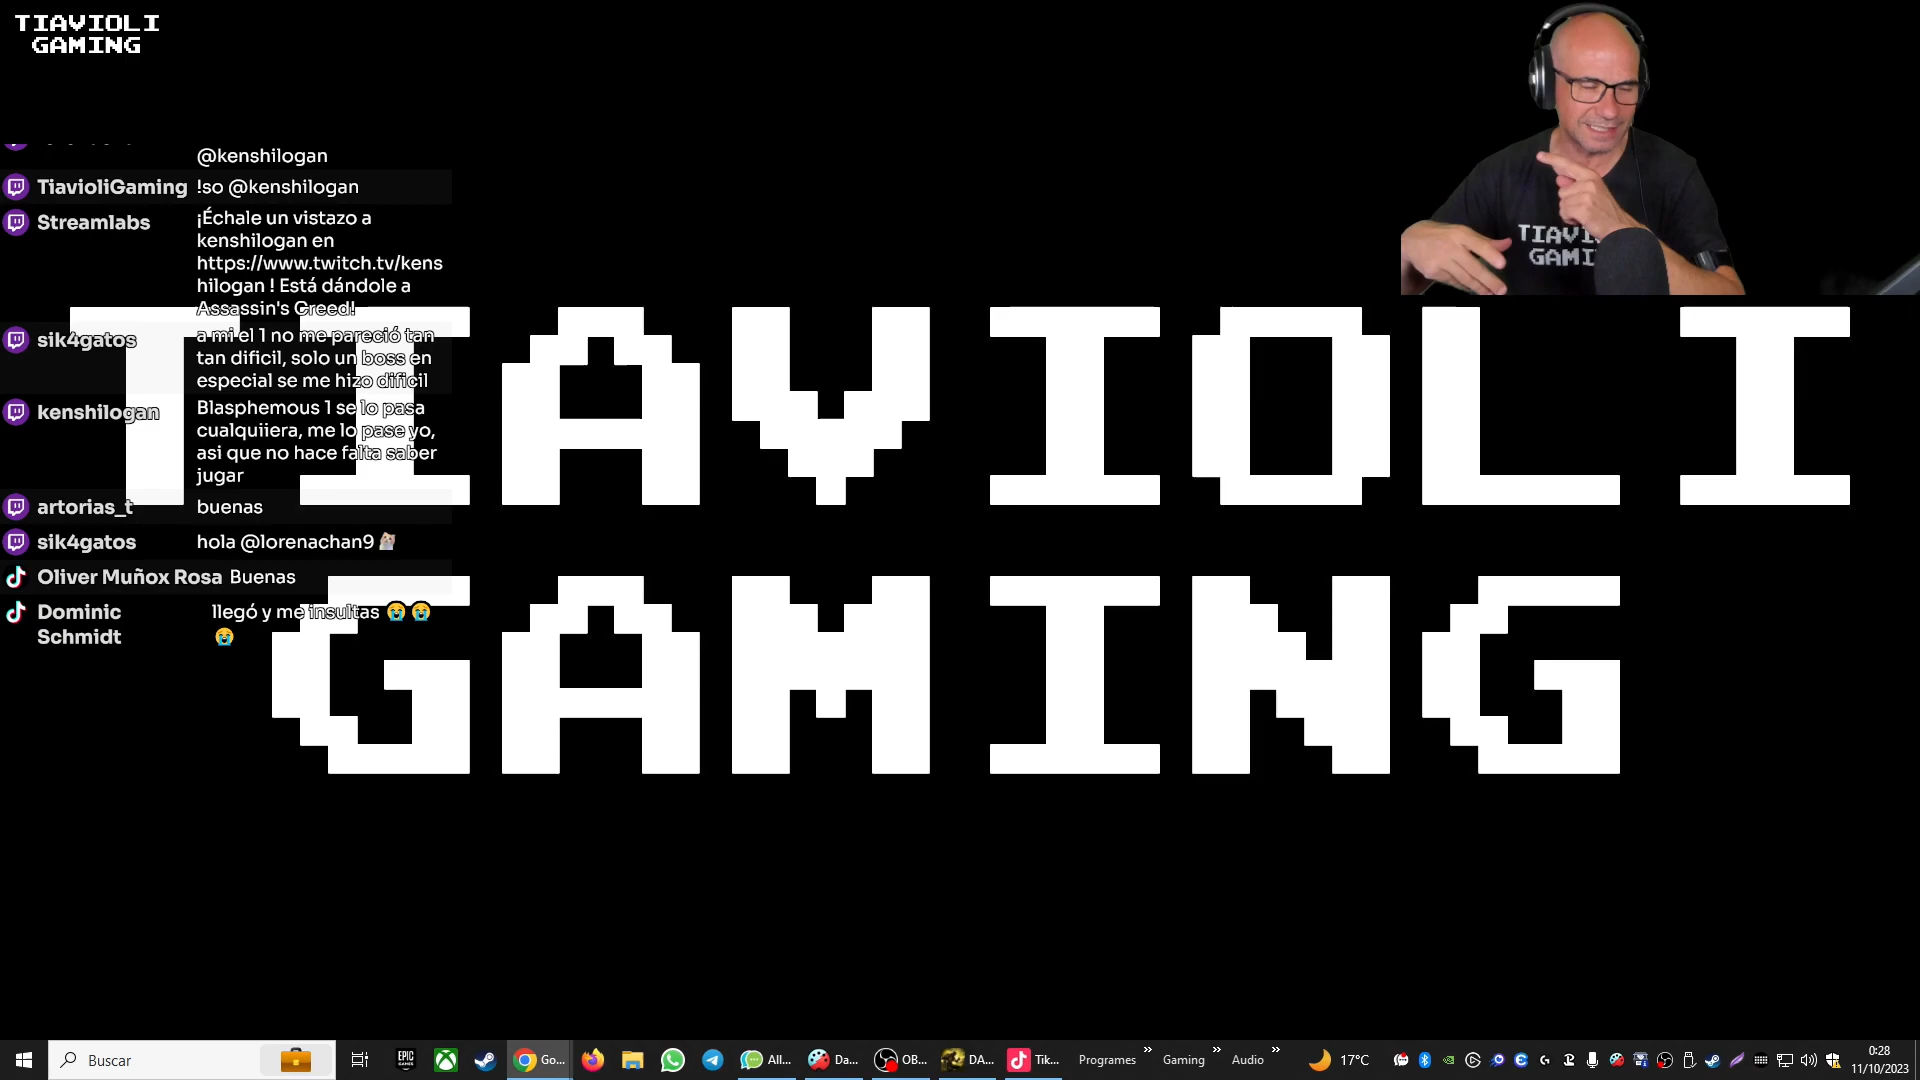 TIAVIOLI
GAMING
@kenshilogan
TiavioliGaming !so @kenshilogan
Streamlabs ¡Échale un vistazo a
kenshilogan en
https://www.twitch.tv/kens
hilogan ! Está dándole a
Assassin's Creed!
sik4gatos a mi el 1 no me pareció tan
tan dificil, solo un boss en
especial se me hizo dificil
kenshilogan Blasphemous 1 se lo pasa
cualquiiera, me lo pase yo,
asi que no hace falta saber
jugar
artorias_t buenas
sik4gatos hola @lorenachan9
Oliver Muñox Rosa Buenas
Dominic llegó y me insultas 😭😭
Schmidt 😭
TIAVIOLI
GAMING
TIAVI
GAMI
Buscar
EPIC
GAMES
Go...
All...
Da...
OB...
DA...
Tik...
Programes »
Gaming »
Audio »
17°C
0:28
11/10/2023